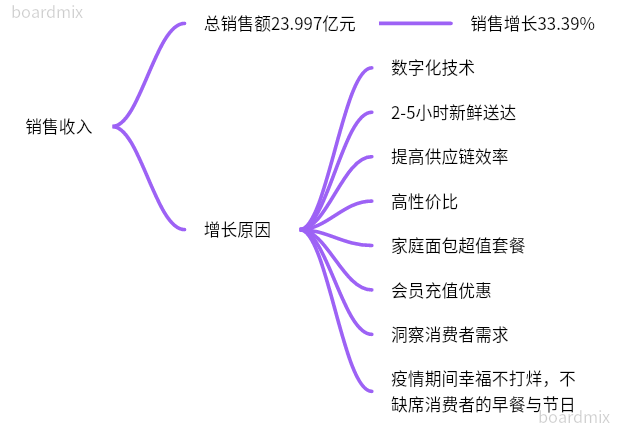 boardmix
总销售额23.997亿元
销售增长33.39%
数字化技术
2-5小时新鲜送达
销售收入
提高供应链效率
高性价比
增长原因
家庭面包超值套餐
会员充值优惠
洞察消费者需求
疫情期间幸福不打烊，不
缺席消费者的早餐与节日
boardmix